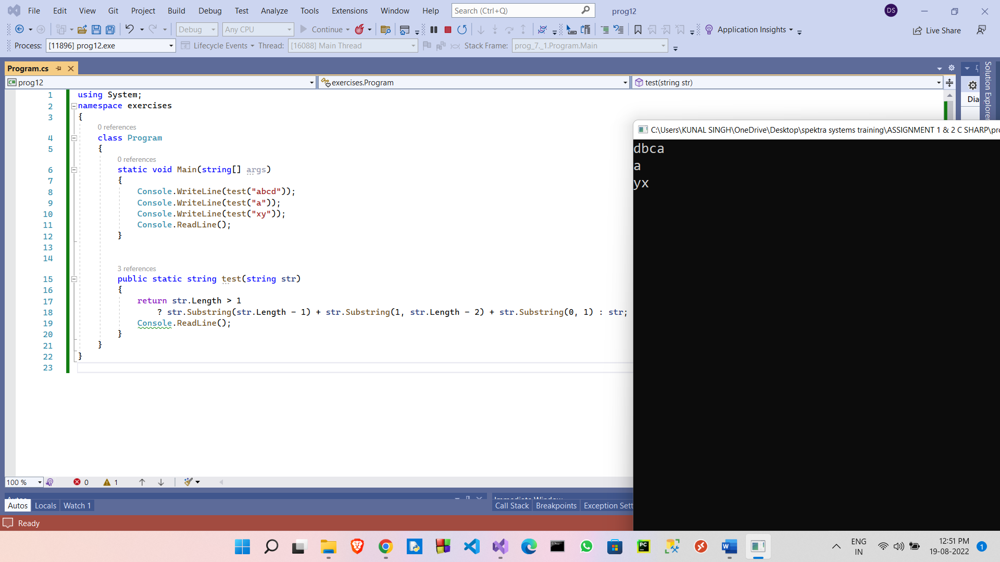 File Edit View Git Project Build Debug Test Analyze Tools Extensions Window Help Search (Ctrl+Q) prog12 DS
Debug Any CPU Continue Application Insights Live Share
Process: [11896] prog12.exe Lifecycle Events Thread: [16088] Main Thread Stack Frame: prog_7._1.Program.Main
Program.cs
prog12 exercises.Program test(string str)
Solution Explorer
Dia
1 using System;
2 namespace exercises
3 {
0 references
4 class Program
5 {
0 references
6 static void Main(string[] args)
7 {
8 Console.WriteLine(test("abcd"));
9 Console.WriteLine(test("a"));
10 Console.WriteLine(test("xy"));
11 Console.ReadLine();
12 }
13
14
3 references
15 public static string test(string str)
16 {
17 return str.Length > 1
18 ? str.Substring(str.Length - 1) + str.Substring(1, str.Length - 2) + str.Substring(0, 1) : str;
19 Console.ReadLine();
20 }
21 }
22 }
23
C:\Users\KUNAL SINGH\OneDrive\Desktop\spektra systems training\ASSIGNMENT 1 & 2 C SHARP\pro
dbca
a
yx
100 % 0 1
Autos Immediate Window
Autos Locals Watch 1 Call Stack Breakpoints Exception Sett
Ready
PC
ENG
IN
12:51 PM
19-08-2022
1